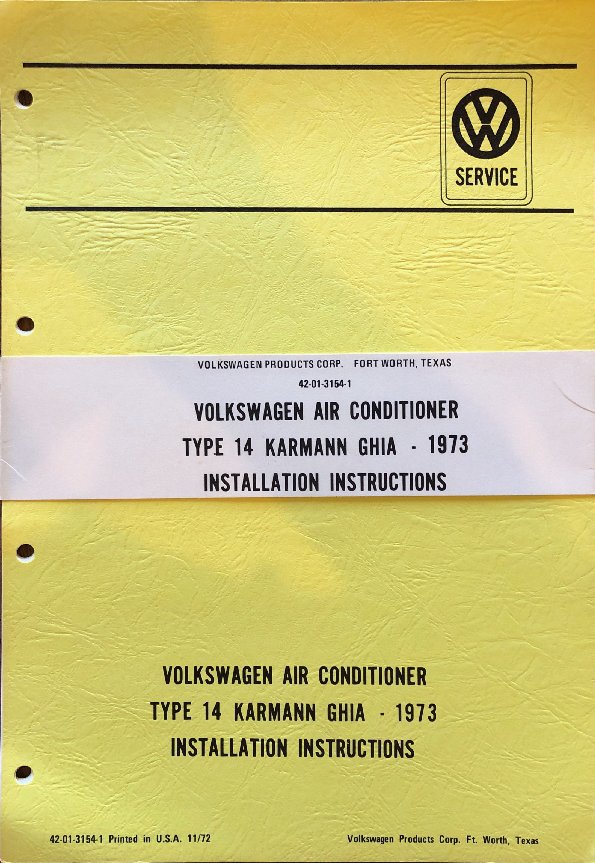 VW
SERVICE
VOLKSWAGEN PRODUCTS CORP. FORT WORTH, TEXAS
42-01-3154-1
VOLKSWAGEN AIR CONDITIONER
TYPE 14 KARMANN GHIA - 1973
INSTALLATION INSTRUCTIONS
VOLKSWAGEN AIR CONDITIONER
TYPE 14 KARMANN GHIA - 1973
INSTALLATION INSTRUCTIONS
42-01-3154-1 Printed in U.S.A. 11/72 Volkswagen Products Corp. Ft. Worth, Texas